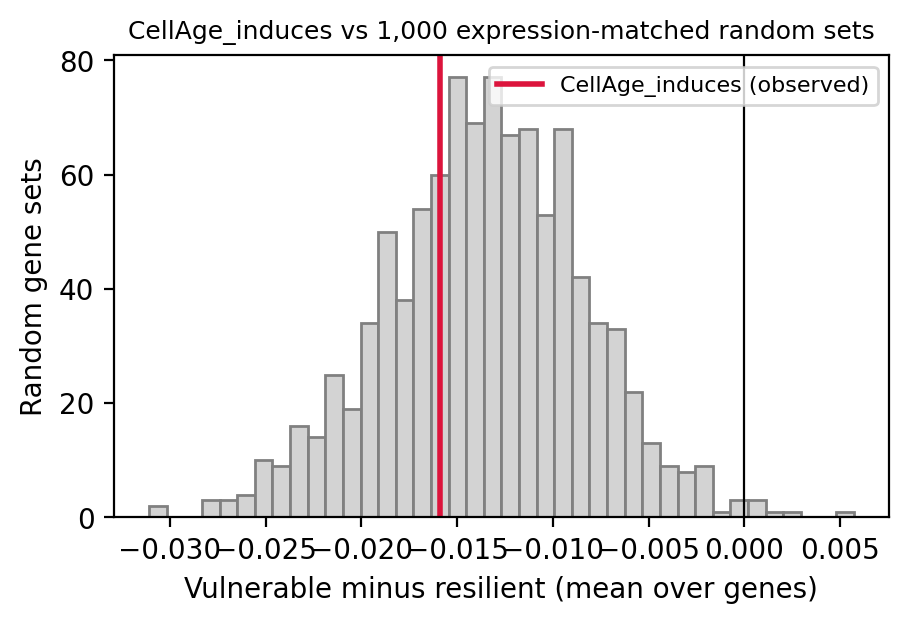 CellAge_induces vs 1,000 expression-matched random sets
CellAge_induces (observed)
Random gene sets
80
60
40
20
0
−0.030 −0.025 −0.020 −0.015 −0.010 −0.005 0.000 0.005
Vulnerable minus resilient (mean over genes)